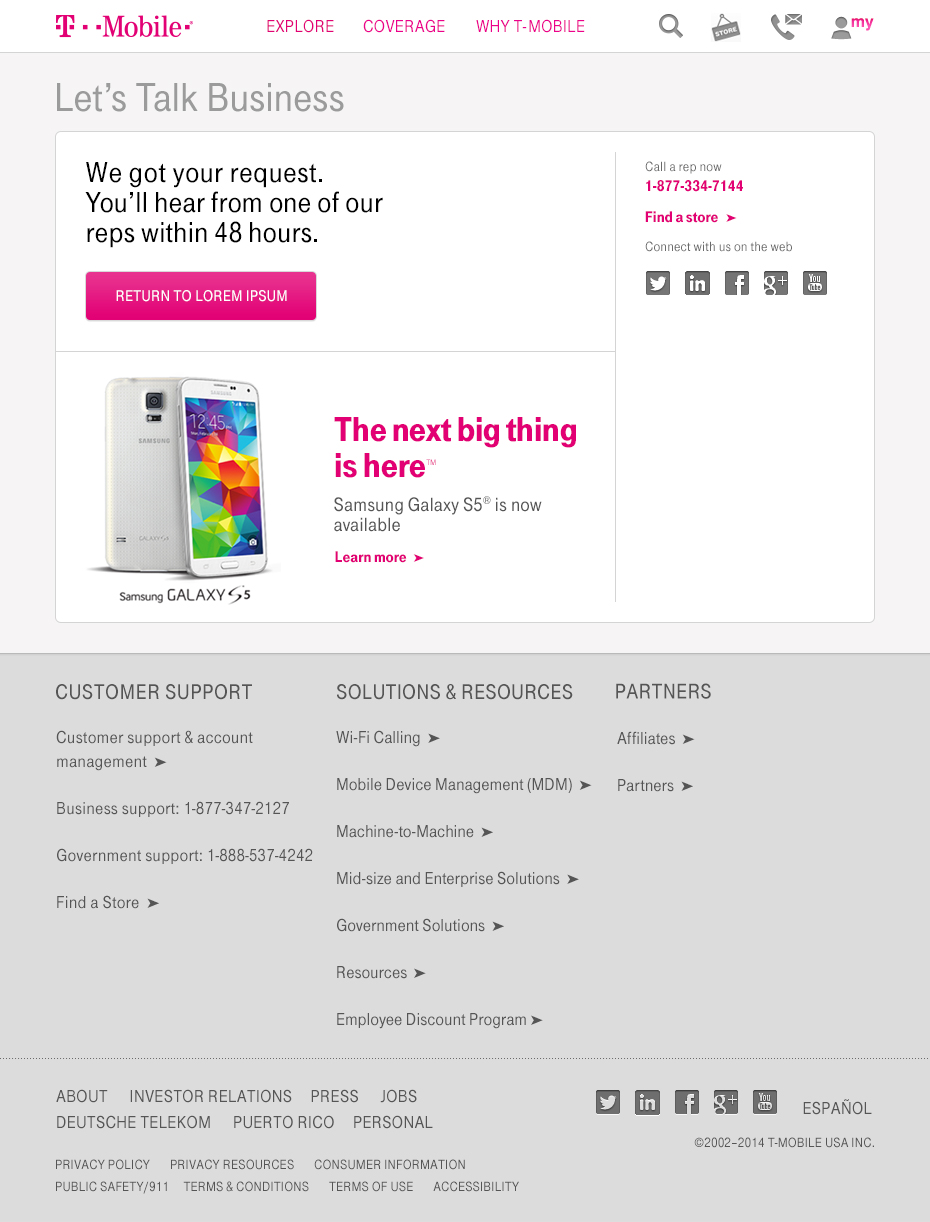 T-Mobile®
EXPLORE
COVERAGE
WHY T-MOBILE
STORE
my
Let's Talk Business
We got your request.
You'll hear from one of our
reps within 48 hours.
RETURN TO LOREM IPSUM
Call a rep now
1-877-334-7144
Find a store ➤
Connect with us on the web
in
f
g+
You
Tube
SAMSUNG
GALAXY S5
SAMSUNG
12:45
Samsung GALAXY S5
The next big thing
is here™
Samsung Galaxy S5® is now
available
Learn more ➤
CUSTOMER SUPPORT
Customer support & account
management ➤
Business support: 1-877-347-2127
Government support: 1-888-537-4242
Find a Store ➤
SOLUTIONS & RESOURCES
Wi-Fi Calling ➤
Mobile Device Management (MDM) ➤
Machine-to-Machine ➤
Mid-size and Enterprise Solutions ➤
Government Solutions ➤
Resources ➤
Employee Discount Program ➤
PARTNERS
Affiliates ➤
Partners ➤
ABOUT INVESTOR RELATIONS PRESS JOBS
DEUTSCHE TELEKOM PUERTO RICO PERSONAL
in
f
g+
You
Tube
ESPAÑOL
©2002–2014 T-MOBILE USA INC.
PRIVACY POLICY PRIVACY RESOURCES CONSUMER INFORMATION
PUBLIC SAFETY/911 TERMS & CONDITIONS TERMS OF USE ACCESSIBILITY